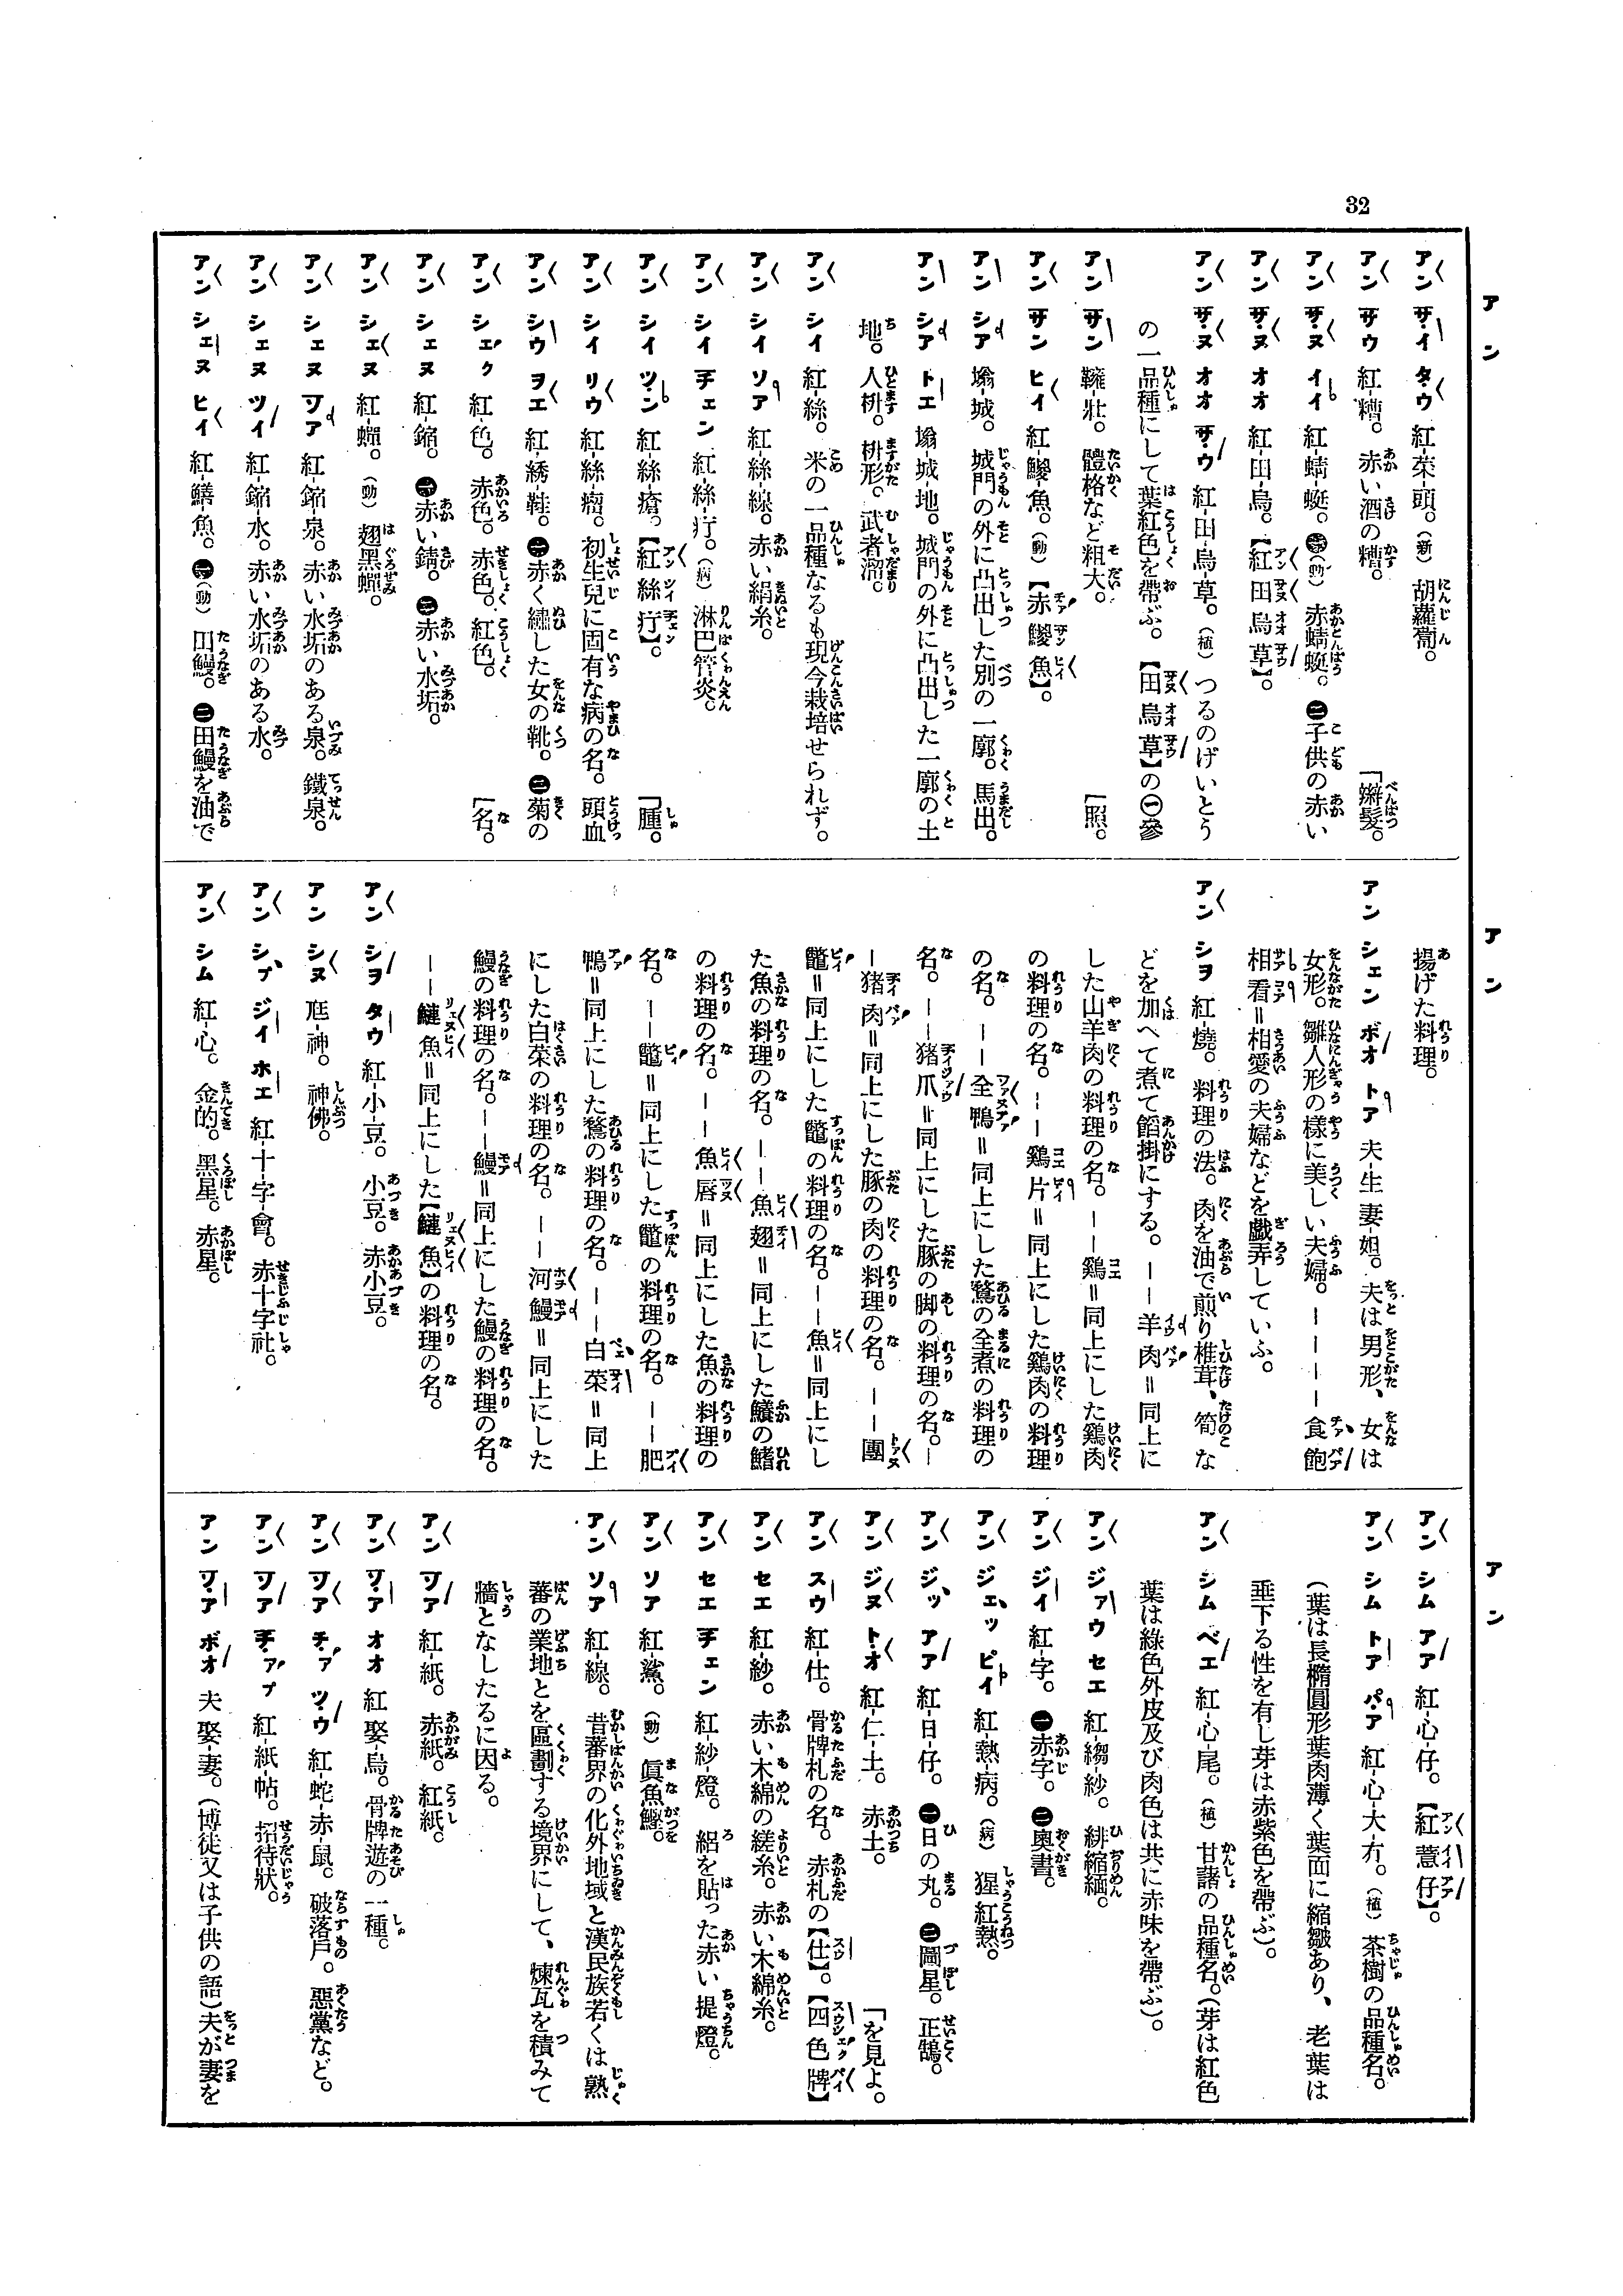 32
アン
アン サイ タウ 紅-菜-頭。(新) 胡蘿蔔。
アン サウ 紅-糟。赤い酒の糟。「辮髮。
アン サヌ イイ 紅-蜻-蜓。㊀(動) 赤蜻蜓。㊁子供の赤い
アン サヌ オオ 紅-田-烏。【紅田烏草】。
アン サヌ オオ サウ 紅-田-烏-草。(植) つるのげいとう
の一品種にして葉紅色を帶ぶ。【田烏草】の㊀參
アン サン 䩺-壯。體格など粗大。「照。
アン サン ヒイ 紅-鯼-魚。(動)【赤鯼魚】。
アン シア 墖-城。城門の外に凸出した別の一廓。馬出。
アン シア トエ 墖-城-地。城門の外に凸出した一廓の土
地。人枡。枡形。武者溜。
アン シイ 紅-絲。米の一品種なるも現今栽培せられず。
アン シイ ソア 紅-絲-線。赤い絹糸。
アン シイ チェン 紅-絲-疔。(病) 淋巴管炎。
アン シイ ツン 紅-絲-瘡。【紅絲疔】。「腫。
アン シイ リウ 紅-絲-瘤。初生兒に固有な病の名。頭血
アン シウ ヲエ 紅-綉-鞋。㊀赤く繡した女の靴。㊁菊の
アン シェク 紅-色。赤色。赤色。紅色。「名。
アン シェヌ 紅-鉎。㊀赤い錆。㊁赤い水垢。
アン シェヌ 紅-蟬。(動) 翅黑蟬。
アン シェヌ ツア 紅-鉎-泉。赤い水垢のある泉。鐵泉。
アン シェヌ ツイ 紅-鉎-水。赤い水垢のある水。
アン シェヌ ヒイ 紅-鱔-魚。㊀(動) 田鰻。㊁田鰻を油で
アン
揚げた料理。
アン シェン ボオ トア 夫-生 妻-妲。夫は男形、女は
女形。雛人形の樣に美しい夫婦。————食飽
相看=相愛の夫婦などを戲弄していふ。
アン シヲ 紅-燒。料理の法。肉を油で煎り椎茸、筍な
どを加へて煮て餡掛にする。——羊肉=同上に
した山羊肉の料理の名。——鷄=同上にした鷄肉
の料理の名。——鷄片=同上にした鷄肉の料理
の名。——全鴨=同上にした鶩の全煮の料理の
名。——猪爪=同上にした豚の脚の料理の名。—
—猪肉=同上にした豚の肉の料理の名。——團
鼈=同上にした鼈の料理の名。——魚=同上にし
た魚の料理の名。——魚翅=同上にした鱶の鰭
の料理の名。——魚唇=同上にした魚の料理の
名。——鼈=同上にした鼈の料理の名。——肥
鴨=同上にした鶩の料理の名。——白菜=同上
にした白菜の料理の名。——河鰻=同上にした
鰻の料理の名。——鰻=同上にした鰻の料理の名。
——鰱魚=同上にした【鰱魚】の料理の名。
アン シヲ タウ 紅-小-豆。小豆。赤小豆。
アン シヌ 尪-神。神佛。
アン シプ ジイ ホエ 紅-十-字-會。赤十字社。
アン シム 紅-心。金的。黑星。赤星。
アン
アン シム アア 紅-心-仔。【紅薏仔】。
アン シム トア パア 紅-心-大-冇。(植) 茶樹の品種名。
(葉は長橢圓形葉肉薄く葉面に縮皺あり、老葉は
垂下る性を有し芽は赤紫色を帶ぶ)。
アン シム ベエ 紅-心-尾。(植) 甘諸の品種名。(芽は紅色
葉は綠色外皮及び肉色は共に赤味を帶ぶ)。
アン ジァウ セエ 紅-縐-紗。緋縮緬。
アン ジイ 紅-字。㊀赤字。㊁奧書。
アン ジェッ ピイ 紅-熱-病。(病) 猩紅熱。
アン ジッ アア 紅-日-仔。㊀日の丸。㊁圖星。正鵠。
アン ジヌ トオ 紅-仁-土。赤土。「を見よ。
アン スウ 紅-仕。骨牌札の名。赤札の【仕】。【四色牌】
アン セエ 紅-紗。赤い木綿の縒糸。赤い木綿糸。
アン セエ チェン 紅-紗-燈。絽を貼った赤い提燈。
アン ソア 紅-鯊。(動) 眞魚鰹。
アン ソア 紅-線。昔蕃界の化外地域と漢民族若くは熟
蕃の業地とを區劃する境界にして、煉瓦を積みて
牆となしたるに因る。
アン ツア 紅-紙。赤紙。紅紙。
アン ツア オオ 紅 娶-烏。骨牌遊の一種。
アン ツア チァ ツウ 紅-蛇-赤-鼠。破落戶。惡黨など。
アン ツア チァプ 紅-紙-帖。招待狀。
アン ツア ボオ 夫 娶-妻。(博徒又は子供の語) 夫が妻を